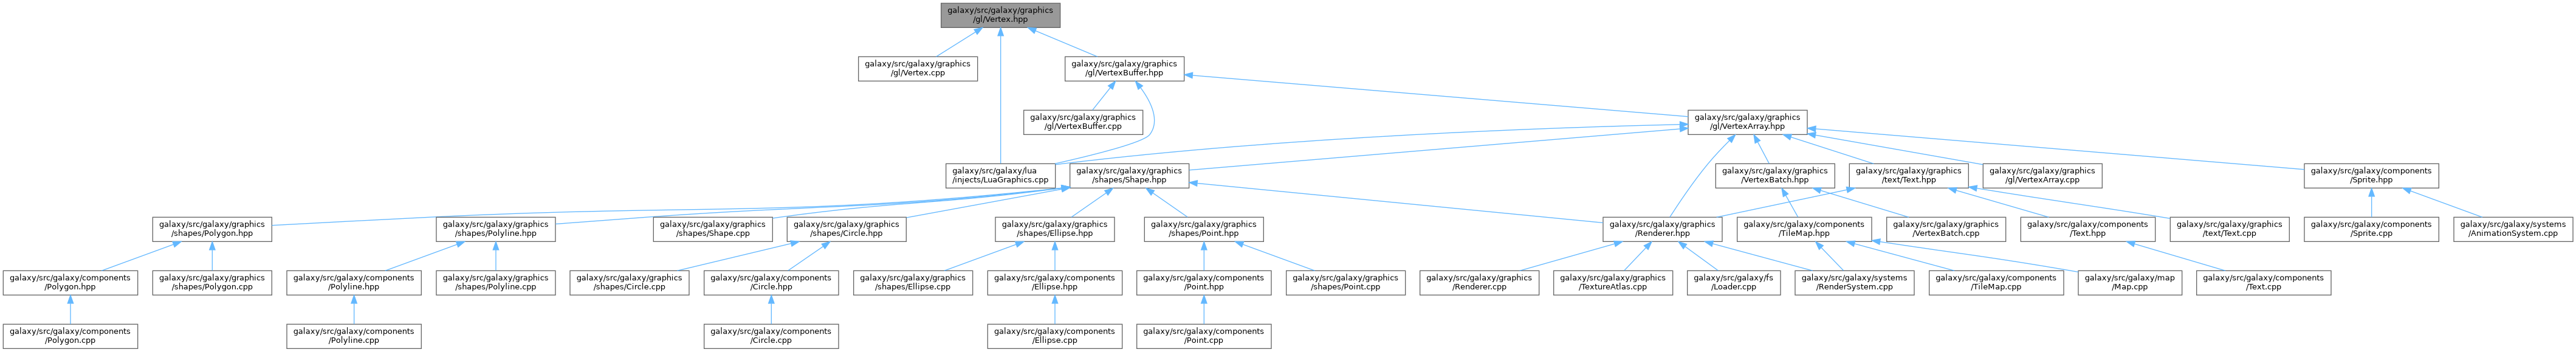 galaxy/src/galaxy/graphics
/gl/Vertex.hpp
galaxy/src/galaxy/graphics
/gl/Vertex.cpp
galaxy/src/galaxy/graphics
/gl/VertexBuffer.hpp
galaxy/src/galaxy/graphics
/gl/VertexBuffer.cpp
galaxy/src/galaxy/graphics
/gl/VertexArray.hpp
galaxy/src/galaxy/lua
/injects/LuaGraphics.cpp
galaxy/src/galaxy/graphics
/shapes/Shape.hpp
galaxy/src/galaxy/graphics
/VertexBatch.hpp
galaxy/src/galaxy/graphics
/text/Text.hpp
galaxy/src/galaxy/graphics
/gl/VertexArray.cpp
galaxy/src/galaxy/components
/Sprite.hpp
galaxy/src/galaxy/graphics
/shapes/Polygon.hpp
galaxy/src/galaxy/graphics
/shapes/Polyline.hpp
galaxy/src/galaxy/graphics
/shapes/Shape.cpp
galaxy/src/galaxy/graphics
/shapes/Circle.hpp
galaxy/src/galaxy/graphics
/shapes/Ellipse.hpp
galaxy/src/galaxy/graphics
/shapes/Point.hpp
galaxy/src/galaxy/graphics
/Renderer.hpp
galaxy/src/galaxy/components
/TileMap.hpp
galaxy/src/galaxy/graphics
/VertexBatch.cpp
galaxy/src/galaxy/components
/Text.hpp
galaxy/src/galaxy/graphics
/text/Text.cpp
galaxy/src/galaxy/components
/Sprite.cpp
galaxy/src/galaxy/systems
/AnimationSystem.cpp
galaxy/src/galaxy/components
/Polygon.hpp
galaxy/src/galaxy/graphics
/shapes/Polygon.cpp
galaxy/src/galaxy/components
/Polyline.hpp
galaxy/src/galaxy/graphics
/shapes/Polyline.cpp
galaxy/src/galaxy/graphics
/shapes/Circle.cpp
galaxy/src/galaxy/components
/Circle.hpp
galaxy/src/galaxy/graphics
/shapes/Ellipse.cpp
galaxy/src/galaxy/components
/Ellipse.hpp
galaxy/src/galaxy/components
/Point.hpp
galaxy/src/galaxy/graphics
/shapes/Point.cpp
galaxy/src/galaxy/graphics
/Renderer.cpp
galaxy/src/galaxy/graphics
/TextureAtlas.cpp
galaxy/src/galaxy/fs
/Loader.cpp
galaxy/src/galaxy/systems
/RenderSystem.cpp
galaxy/src/galaxy/components
/TileMap.cpp
galaxy/src/galaxy/map
/Map.cpp
galaxy/src/galaxy/components
/Text.cpp
galaxy/src/galaxy/components
/Polygon.cpp
galaxy/src/galaxy/components
/Polyline.cpp
galaxy/src/galaxy/components
/Circle.cpp
galaxy/src/galaxy/components
/Ellipse.cpp
galaxy/src/galaxy/components
/Point.cpp